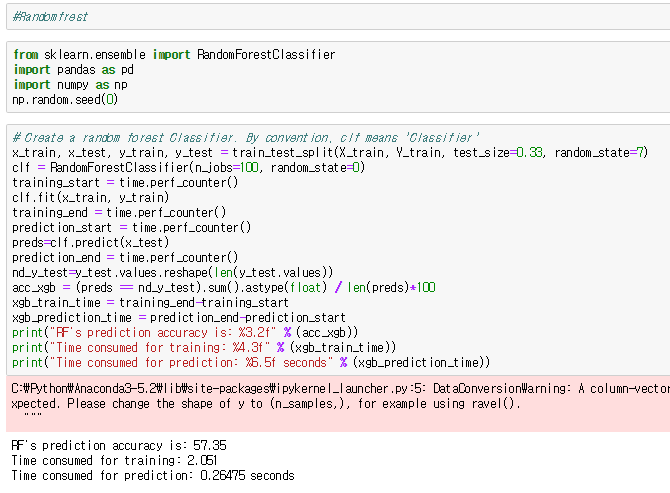 #Randomfrest
from sklearn.ensemble import RandomForestClassifier
import pandas as pd
import numpy as np
np.random.seed(0)
# Create a random forest Classifier. By convention, clf means 'Classifier'
x_train, x_test, y_train, y_test = train_test_split(X_train, Y_train, test_size=0.33, random_state=7)
clf = RandomForestClassifier(n_jobs=100, random_state=0)
training_start = time.perf_counter()
clf.fit(x_train, y_train)
training_end = time.perf_counter()
prediction_start = time.perf_counter()
preds=clf.predict(x_test)
prediction_end = time.perf_counter()
nd_y_test=y_test.values.reshape(len(y_test.values))
acc_xgb = (preds == nd_y_test).sum().astype(float) / len(preds)*100
xgb_train_time = training_end-training_start
xgb_prediction_time = prediction_end-prediction_start
print("RF's prediction accuracy is: %3.2f" % (acc_xgb))
print("Time consumed for training: %4.3f" % (xgb_train_time))
print("Time consumed for prediction: %6.5f seconds" % (xgb_prediction_time))
C:₩Python₩Anaconda3-5.2₩lib₩site-packages₩ipykernel_launcher.py:5: DataConversionWarning: A column-vector
xpected. Please change the shape of y to (n_samples,), for example using ravel().
"""
RF's prediction accuracy is: 57.35
Time consumed for training: 2.051
Time consumed for prediction: 0.26475 seconds